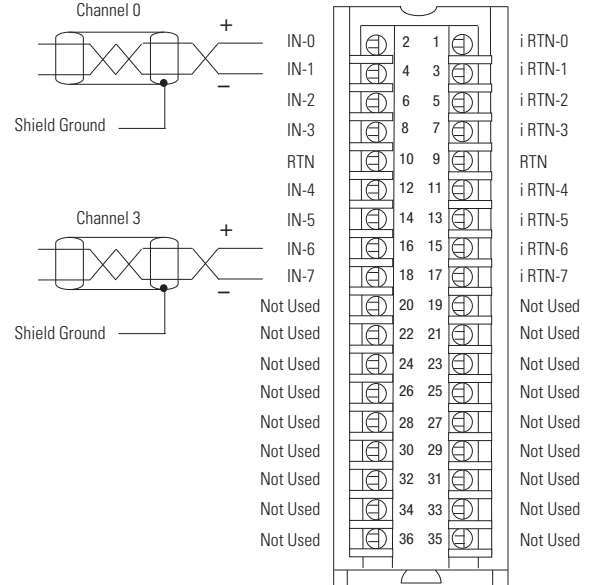 Channel 0
+
IN-0 2 1 i RTN-0
IN-1 4 3 i RTN-1
–
IN-2 6 5 i RTN-2
Shield Ground
IN-3 8 7 i RTN-3
RTN 10 9 RTN
IN-4 12 11 i RTN-4
Channel 3
+
IN-5 14 13 i RTN-5
IN-6 16 15 i RTN-6
IN-7 18 17 i RTN-7
–
Not Used 20 19 Not Used
Shield Ground
Not Used 22 21 Not Used
Not Used 24 23 Not Used
Not Used 26 25 Not Used
Not Used 28 27 Not Used
Not Used 30 29 Not Used
Not Used 32 31 Not Used
Not Used 34 33 Not Used
Not Used 36 35 Not Used